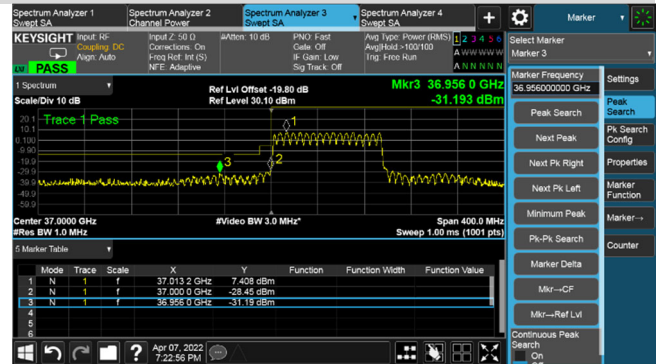 Spectrum Analyzer 1
Swept SA
Spectrum Analyzer 2
Channel Power
Spectrum Analyzer 3
Swept SA
Spectrum Analyzer 4
Swept SA
+
Marker
KEYSIGHT
Input: RF
Coupling: DC
Align: Auto
Input Z: 50 Ω
Corrections: On
Freq Ref: Int (S)
NFE: Adaptive
#Atten: 10 dB
PNO: Fast
Gate: Off
IF Gain: Low
Sig Track: Off
Avg Type: Power (RMS)
Avg|Hold:>100/100
Trig: Free Run
1 2 3 4 5 6
A W W W W W
A N N N N N
LU PASS
Select Marker
Marker 3
1 Spectrum
Scale/Div 10 dB
Ref Lvl Offset -19.80 dB
Ref Level 30.10 dBm
Mkr3 36.956 0 GHz
-31.193 dBm
Trace 1 Pass
20.1
10.1
0.100
-9.90
-19.9
-29.9
-39.9
-49.9
-59.9
1
2
3
Center 37.0000 GHz
#Res BW 1.0 MHz
#Video BW 3.0 MHz*
Span 400.0 MHz
Sweep 1.00 ms (1001 pts)
5 Marker Table
Mode Trace Scale X Y Function Function Width Function Value
1 N 1 f 37.013 2 GHz 7.408 dBm
2 N 1 f 37.000 0 GHz -28.45 dBm
3 N 1 f 36.956 0 GHz -31.19 dBm
4
5
6
Marker Frequency
36.956000000 GHz
Peak Search
Next Peak
Next Pk Right
Next Pk Left
Minimum Peak
Pk-Pk Search
Marker Delta
Mkr→CF
Mkr→Ref Lvl
Continuous Peak
Search
On
Off
Settings
Peak
Search
Pk Search
Config
Properties
Marker
Function
Marker→
Counter
?
Apr 07, 2022
7:22:56 PM